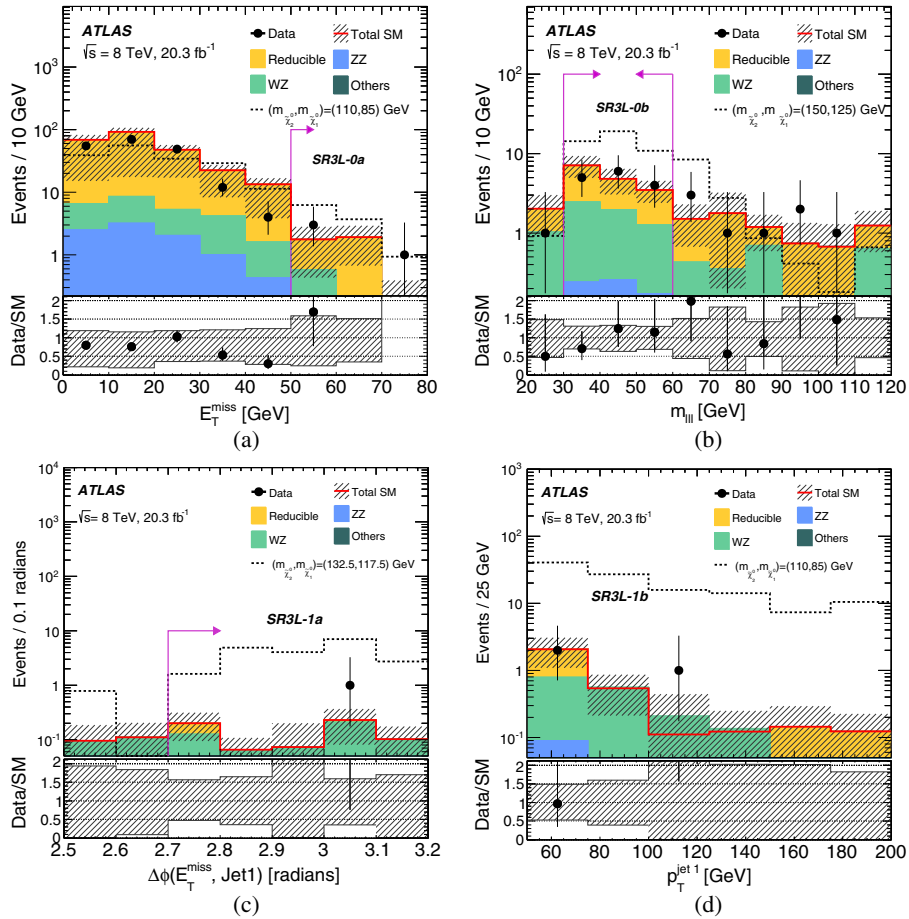 ATLAS
√s = 8 TeV, 20.3 fb⁻¹
Data
Total SM
Reducible
ZZ
WZ
Others
(m_χ̃₂⁰, m_χ̃₁⁰)=(110,85) GeV
SR3L-0a
Events / 10 GeV
10³
10²
10
1
Data/SM
2
1.5
1
0.5
0
0 10 20 30 40 50 60 70 80
E_T^miss [GeV]
(a)
ATLAS
√s = 8 TeV, 20.3 fb⁻¹
Data
Total SM
Reducible
ZZ
WZ
Others
(m_χ̃₂⁰, m_χ̃₁⁰)=(150,125) GeV
SR3L-0b
Events / 10 GeV
10²
10
1
Data/SM
2
1.5
1
0.5
0
20 30 40 50 60 70 80 90 100 110 120
m_lll [GeV]
(b)
ATLAS
√s= 8 TeV, 20.3 fb⁻¹
Data
Total SM
Reducible
ZZ
WZ
Others
(m_χ̃₂⁰, m_χ̃₁⁰)=(132.5,117.5) GeV
SR3L-1a
Events / 0.1 radians
10⁴
10³
10²
10
1
10⁻¹
Data/SM
2
1.5
1
0.5
0
2.5 2.6 2.7 2.8 2.9 3 3.1 3.2
Δϕ(E_T^miss, Jet1) [radians]
(c)
ATLAS
√s= 8 TeV, 20.3 fb⁻¹
Data
Total SM
Reducible
ZZ
WZ
Others
(m_χ̃₂⁰, m_χ̃₁⁰)=(110,85) GeV
SR3L-1b
Events / 25 GeV
10³
10²
10
1
10⁻¹
Data/SM
2
1.5
1
0.5
0
60 80 100 120 140 160 180 200
p_T^jet 1 [GeV]
(d)